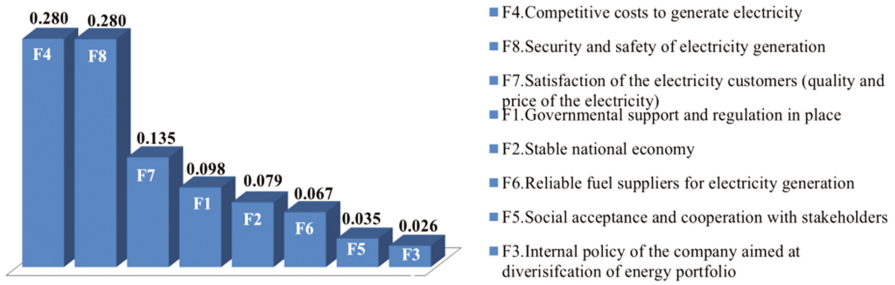 0.280
0.280
0.135
0.098
0.079
0.067
0.035
0.026
F4
F8
F7
F1
F2
F6
F5
F3
F4.Competitive costs to generate electricity
F8.Security and safety of electricity generation
F7.Satisfaction of the electricity customers (quality and
price of the electricity)
F1.Governmental support and regulation in place
F2.Stable national economy
F6.Reliable fuel suppliers for electricity generation
F5.Social acceptance and cooperation with stakeholders
F3.Internal policy of the company aimed at
diverisifcation of energy portfolio